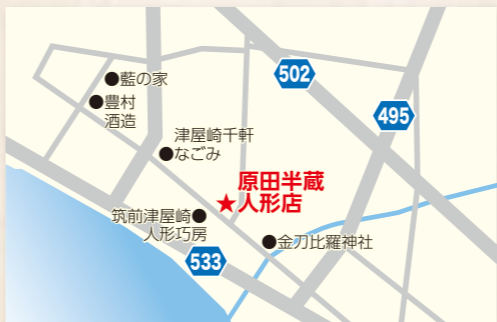 502
藍の家
495
豊村
酒造
津屋崎千軒
なごみ
原田半蔵
人形店
筑前津屋崎
人形巧房
金刀比羅神社
533